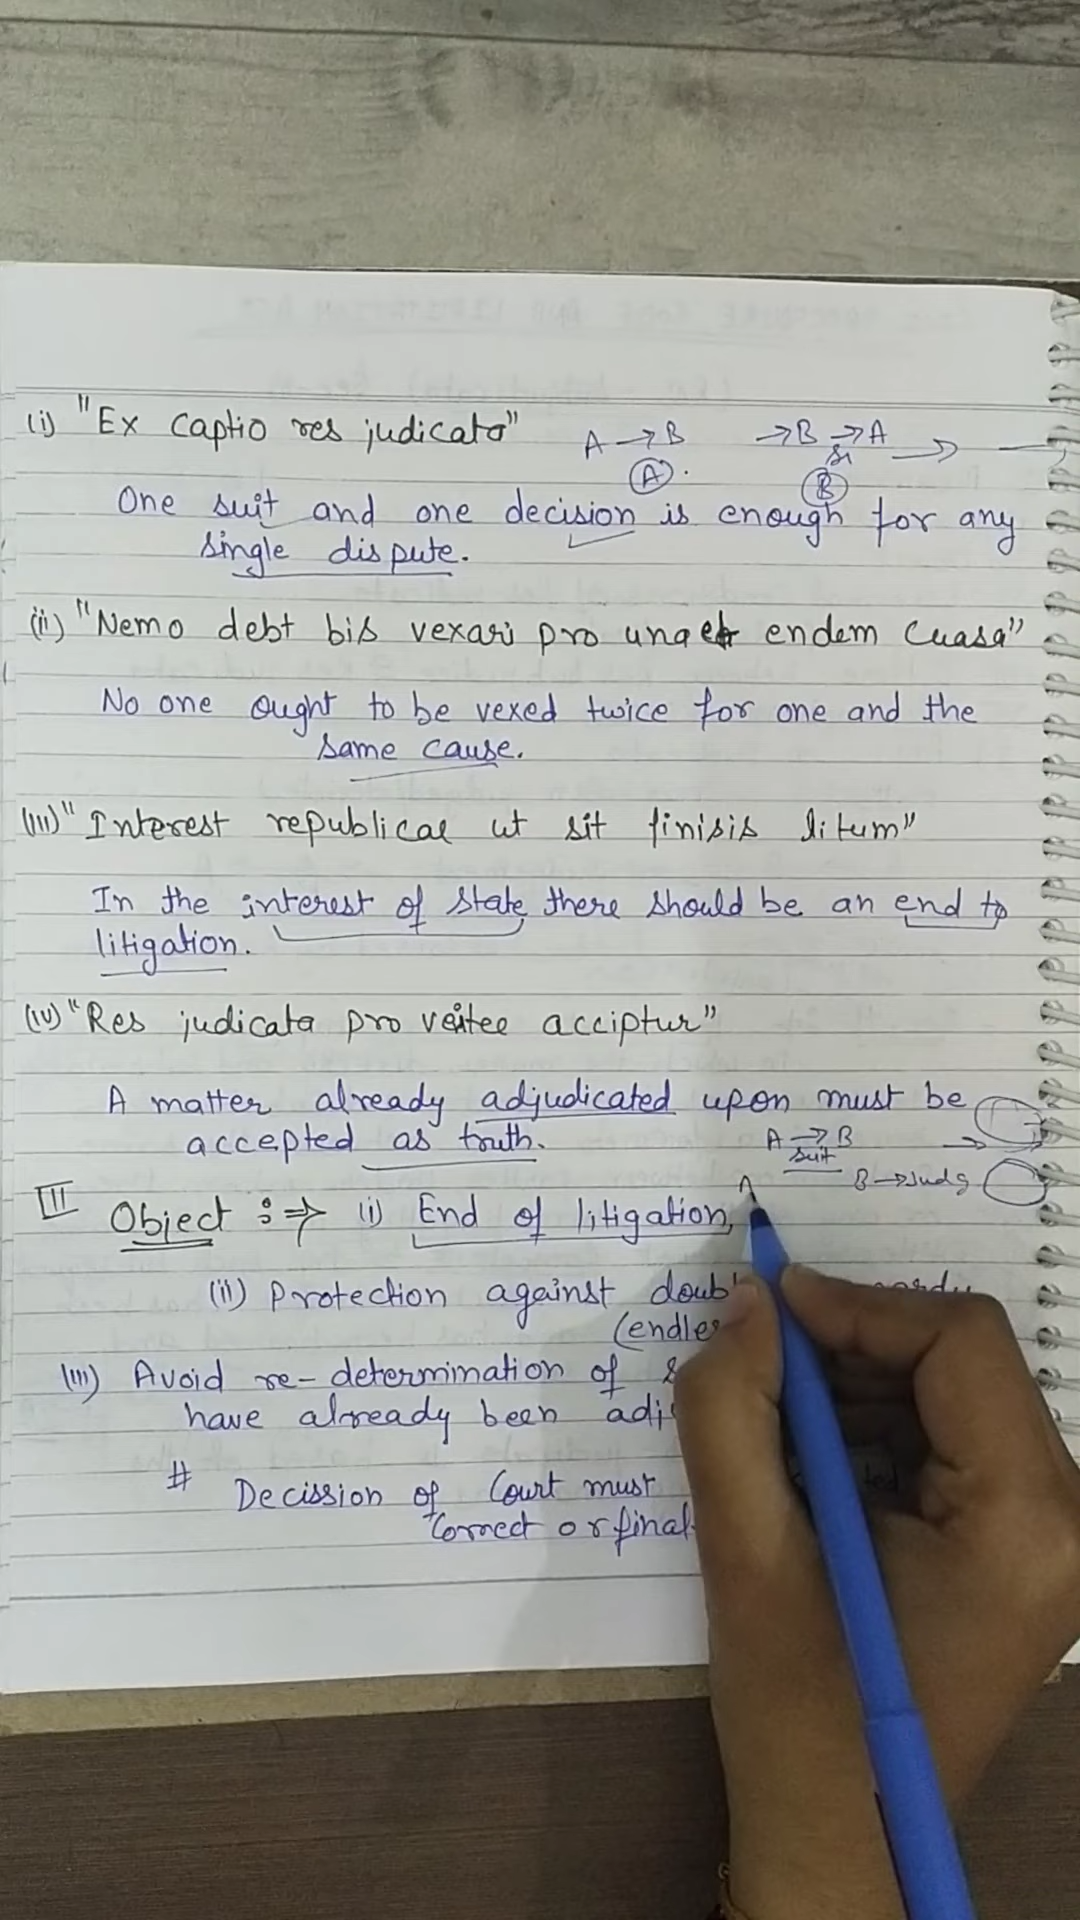 (i) "Ex Captio res judicata" A → B → B → A
A
B
One suit and one decision is enough for any
single dispute.
(ii) "Nemo debt bis vexari pro una et endem Cuasa"
No one ought to be vexed twice for one and the
same cause.
(III) "Interest republicae ut sit finisis litum"
In the interest of state there should be an end to
litigation.
(IV) "Res judicata pro veitee acciptur"
A matter already adjudicated upon must be
accepted as truth. A → B
suit
B → Judg
A
III Object :⇒ (i) End of litigation,
(ii) Protection against
(III) Avoid re-determination of
have already been
# Decission of Court must
Correct or final